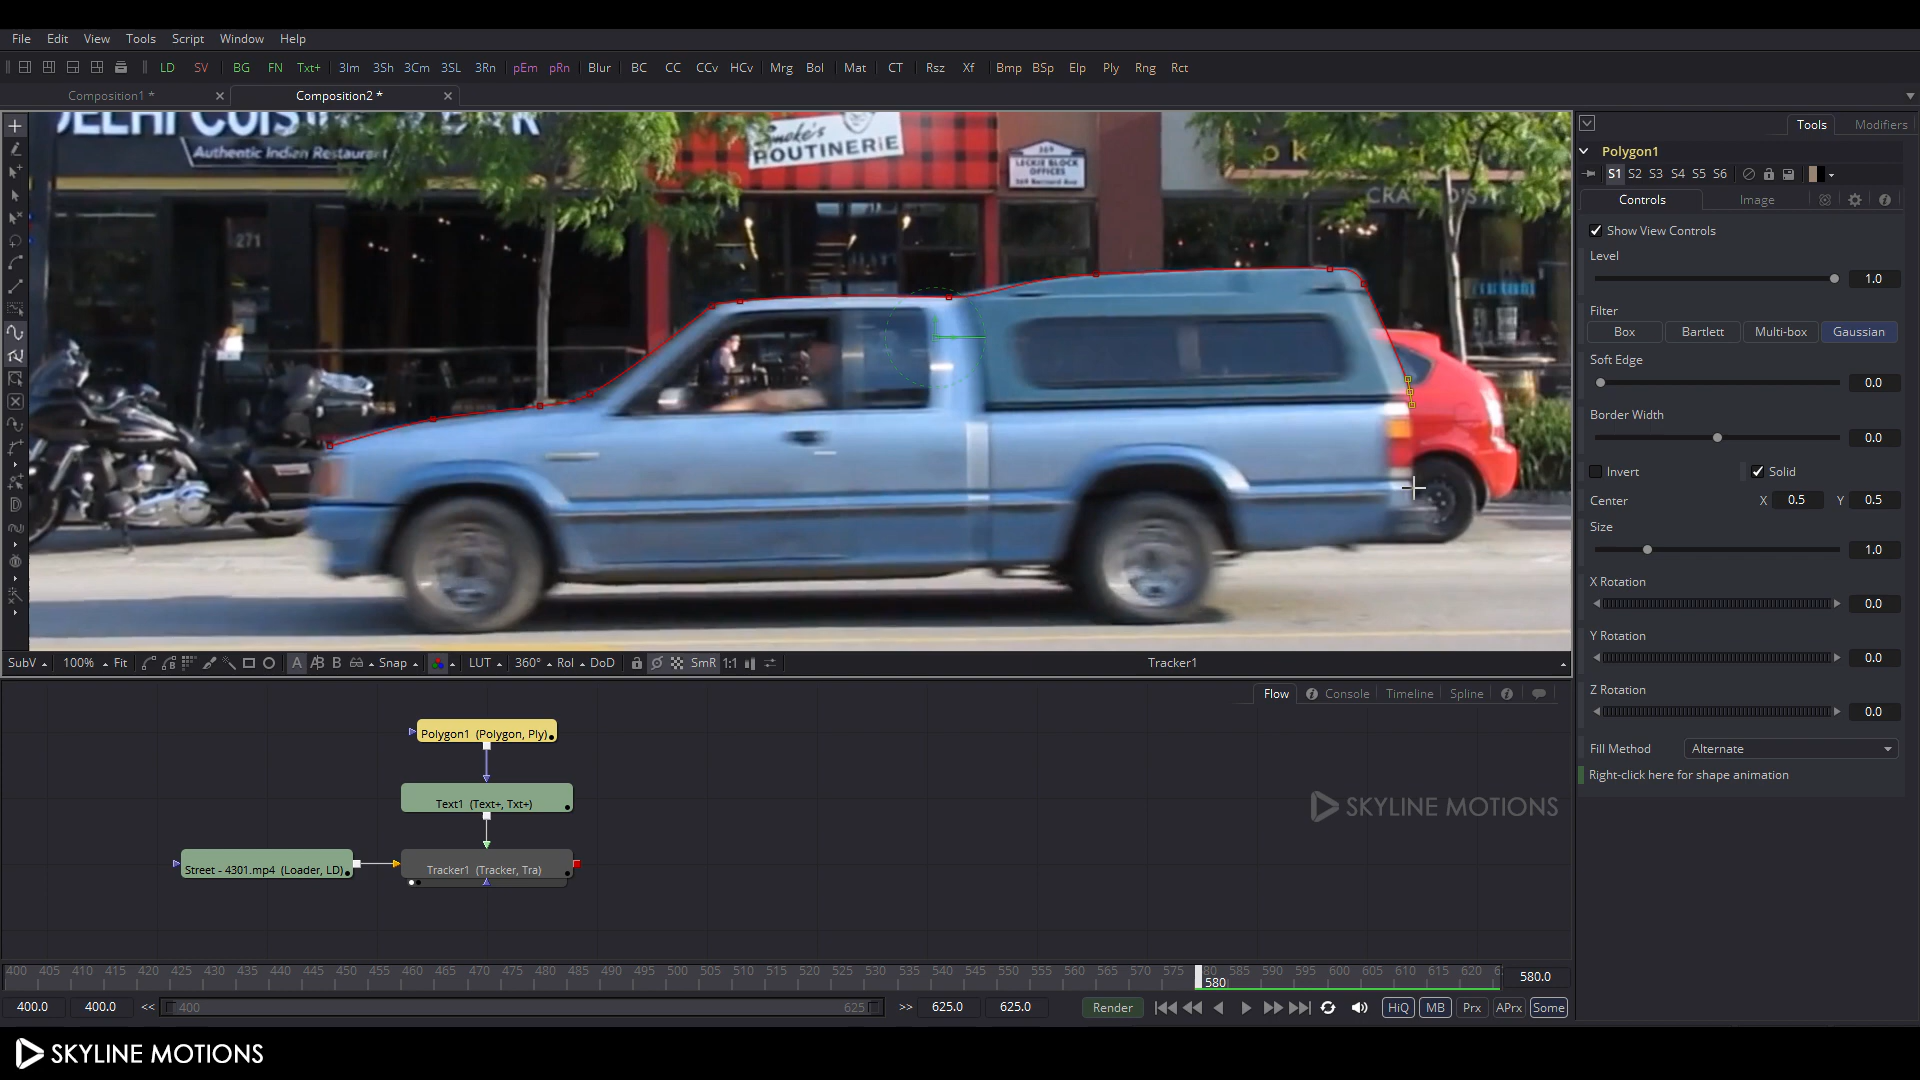 File Edit View Tools Script Window Help
LD SV BG FN Txt+ 3Im 3Sh 3Cm 3SL 3Rn pEm pRn Blur BC CC CCv HCv Mrg Bol Mat CT Rsz Xf Bmp BSp Elp Ply Rng Rct
Composition1 * Composition2 *
Authentic Indian Restaurant
Smoke's
POUTINERIE
369
LECKIE BLOCK
OFFICES
271
Tools Modifiers
Polygon1
S1 S2 S3 S4 S5 S6
Controls Image
Show View Controls
Level
1.0
Filter
Box Bartlett Multi-box Gaussian
Soft Edge
0.0
Border Width
0.0
Invert Solid
Center X 0.5 Y 0.5
Size
1.0
X Rotation
0.0
Y Rotation
0.0
Z Rotation
0.0
Fill Method Alternate
Right-click here for shape animation
SubV 100% Fit A AB B Snap LUT 360° RoI DoD SmR 1:1 Tracker1
Flow Console Timeline Spline
Polygon1 (Polygon, Ply)
Text1 (Text+, Txt+)
Street - 4301.mp4 (Loader, LD)
Tracker1 (Tracker, Tra)
SKYLINE MOTIONS
400 405 410 415 420 425 430 435 440 445 450 455 460 465 470 475 480 485 490 495 500 505 510 515 520 525 530 535 540 545 550 555 560 565 570 575 580 585 590 595 600 605 610 615 620
580
580.0
400.0 400.0 << 400 625 >> 625.0 625.0 Render HiQ MB Prx APrx Some
SKYLINE MOTIONS